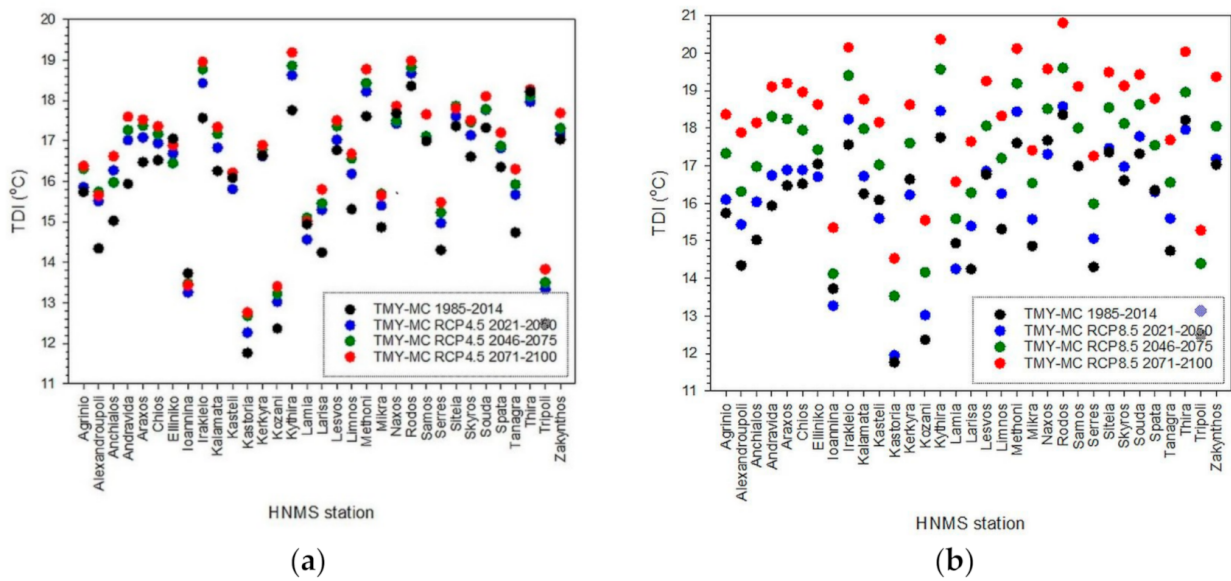 20
19
18
17
16
15
14
13
12
11
TDI (°C)
TMY-MC 1985-2014
TMY-MC RCP4.5 2021-2050
TMY-MC RCP4.5 2046-2075
TMY-MC RCP4.5 2071-2100
Agrinio
Alexandroupoli
Anchialos
Andravida
Araxos
Chios
Elliniko
Ioannina
Irakleio
Kalamata
Kasteli
Kastoria
Kerkyra
Kozani
Kythira
Lamia
Larisa
Lesvos
Limnos
Methoni
Mikra
Naxos
Rodos
Samos
Serres
Siteia
Skyros
Souda
Spata
Tanagra
Thira
Tripoli
Zakynthos
HNMS station
(a)
21
20
19
18
17
16
15
14
13
12
11
TDI (°C)
TMY-MC 1985-2014
TMY-MC RCP8.5 2021-2050
TMY-MC RCP8.5 2046-2075
TMY-MC RCP8.5 2071-2100
Agrinio
Alexandroupoli
Anchialos
Andravida
Araxos
Chios
Elliniko
Ioannina
Irakleio
Kalamata
Kasteli
Kastoria
Kerkyra
Kozani
Kythira
Lamia
Larisa
Lesvos
Limnos
Methoni
Mikra
Naxos
Rodos
Samos
Serres
Siteia
Skyros
Souda
Spata
Tanagra
Thira
Tripoli
Zakynthos
HNMS station
(b)